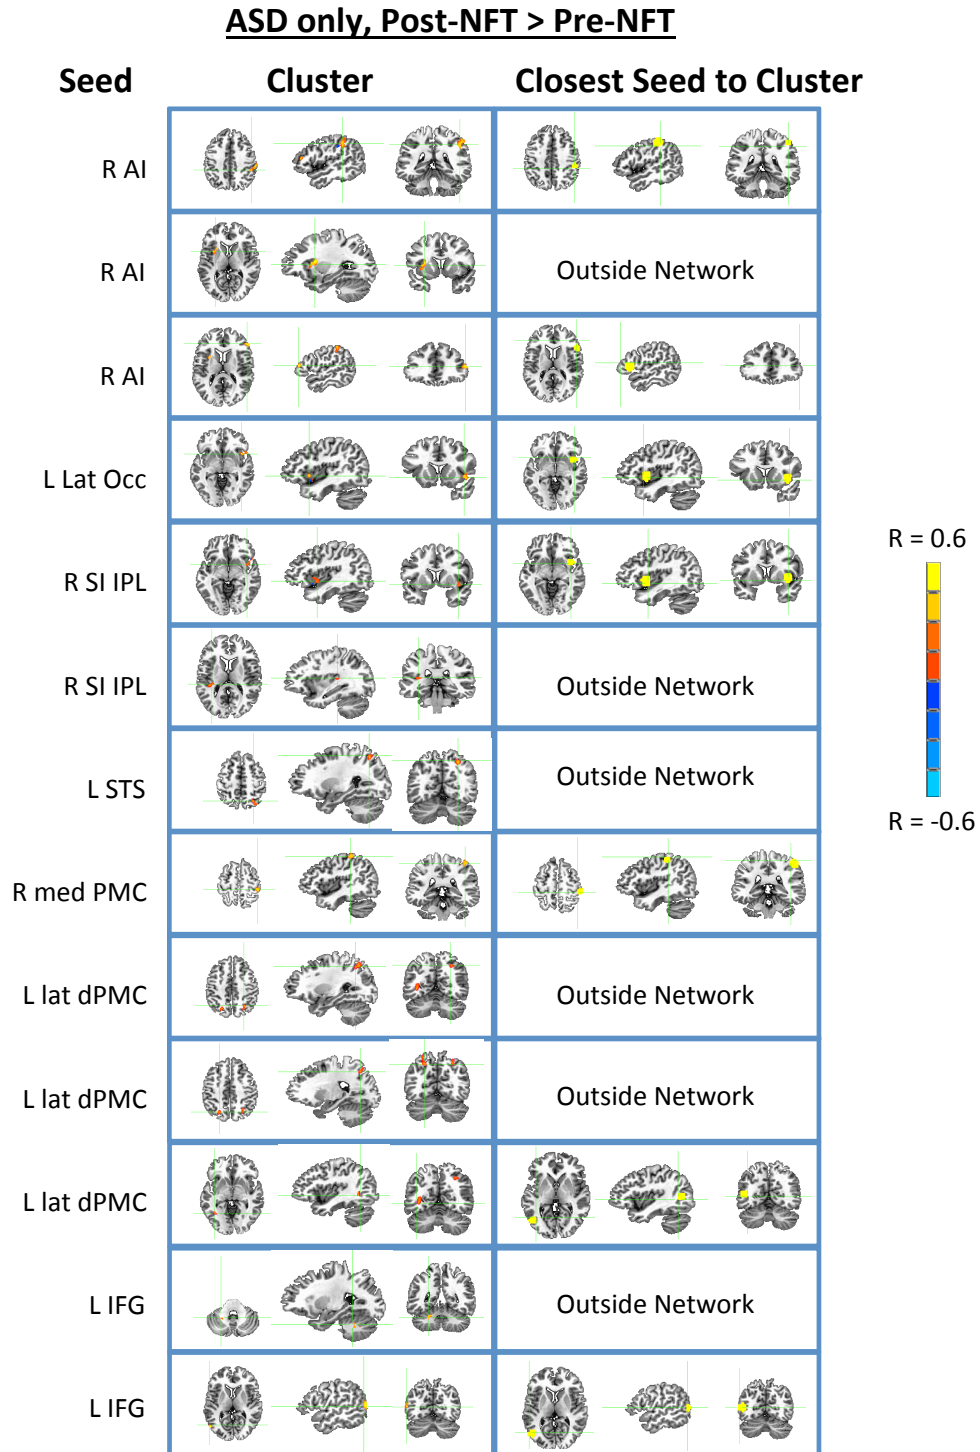 ASD only, Post-NFT > Pre-NFT
Seed Cluster Closest Seed to Cluster
R AI
R AI Outside Network
R AI
L Lat Occ
R SI IPL
R = 0.6
R SI IPL Outside Network
L STS Outside Network
R = -0.6
R med PMC
L lat dPMC Outside Network
L lat dPMC Outside Network
L lat dPMC
L IFG Outside Network
L IFG